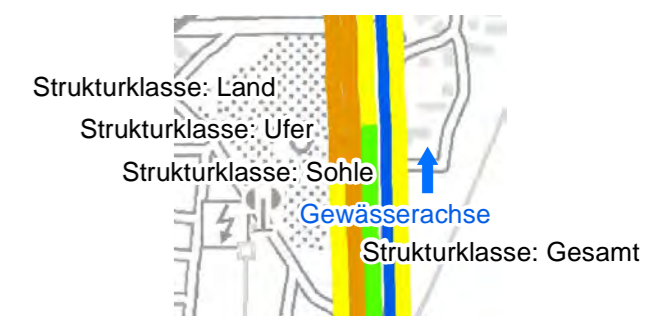 Strukturklasse: Land
Strukturklasse: Ufer
Strukturklasse: Sohle
Gewässerachse
Strukturklasse: Gesamt